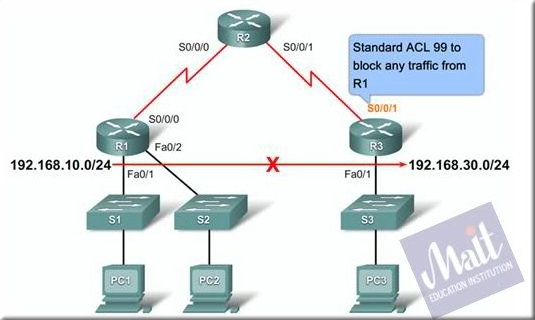 R2
S0/0/0
S0/0/1
Standard ACL 99 to
block any traffic from
R1
S0/0/1
S0/0/0
R1
R3
Fa0/2
192.168.10.0/24
X
192.168.30.0/24
Fa0/1
Fa0/1
S1
S2
S3
PC1
PC2
PC3
Mait
EDUCATION INSTITUTION